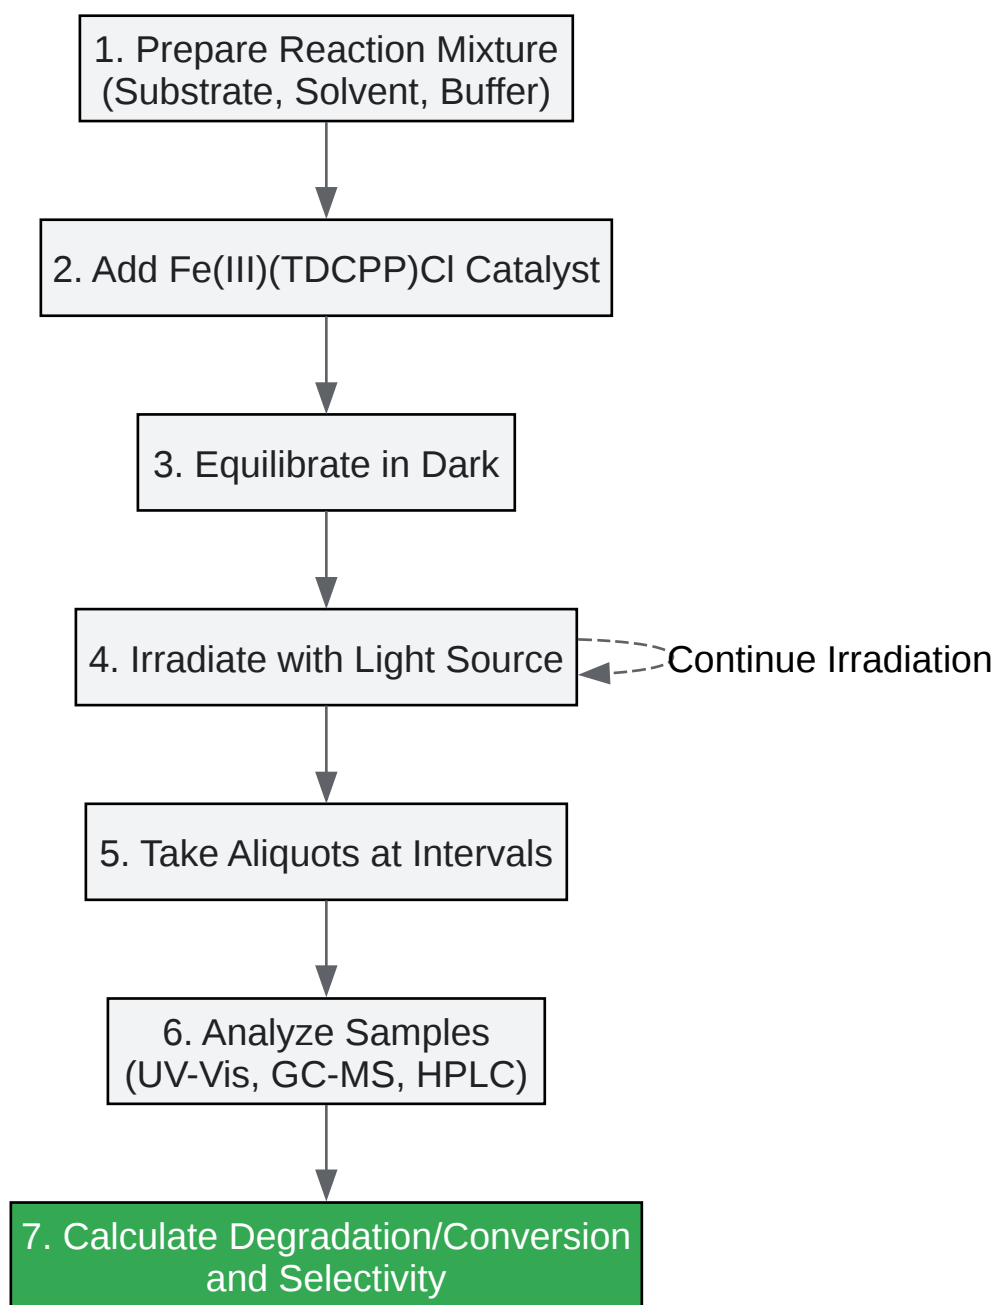 1. Prepare Reaction Mixture
(Substrate, Solvent, Buffer)
2. Add Fe(III)(TDCPP)Cl Catalyst
3. Equilibrate in Dark
4. Irradiate with Light Source
Continue Irradiation
5. Take Aliquots at Intervals
6. Analyze Samples
(UV-Vis, GC-MS, HPLC)
7. Calculate Degradation/Conversion
and Selectivity